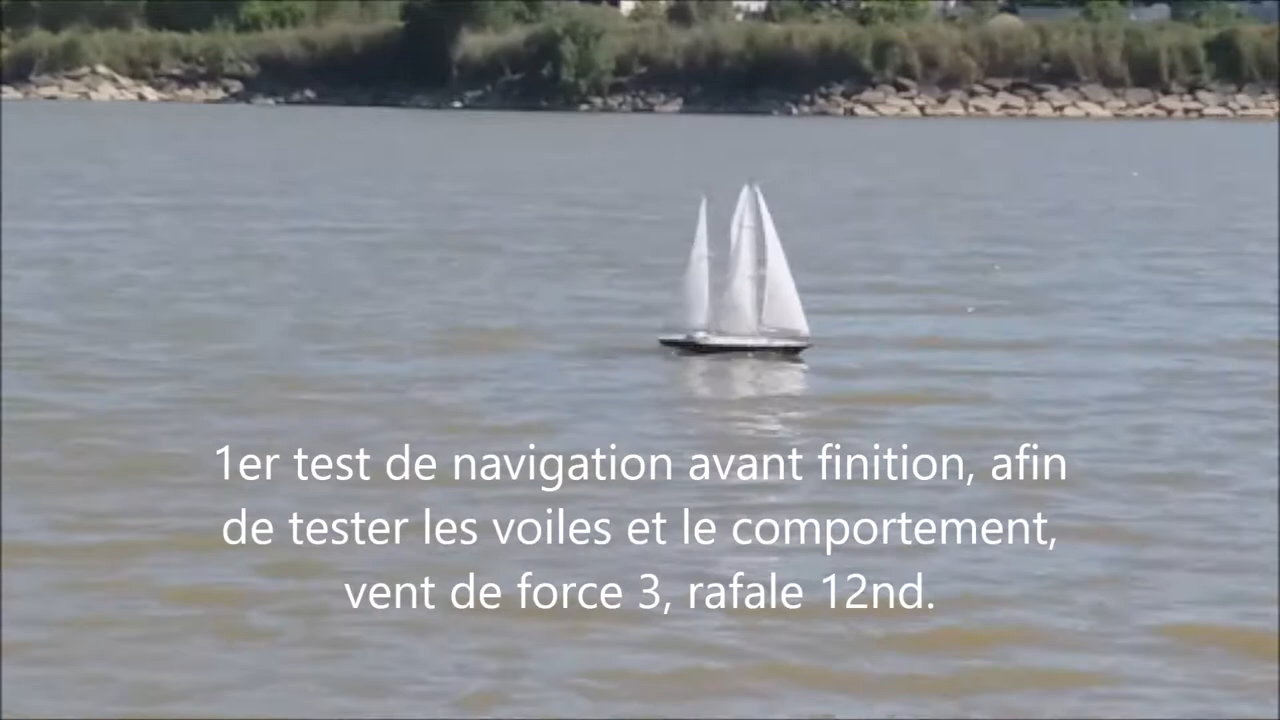 1er test de navigation avant finition, afin
de tester les voiles et le comportement,
vent de force 3, rafale 12nd.